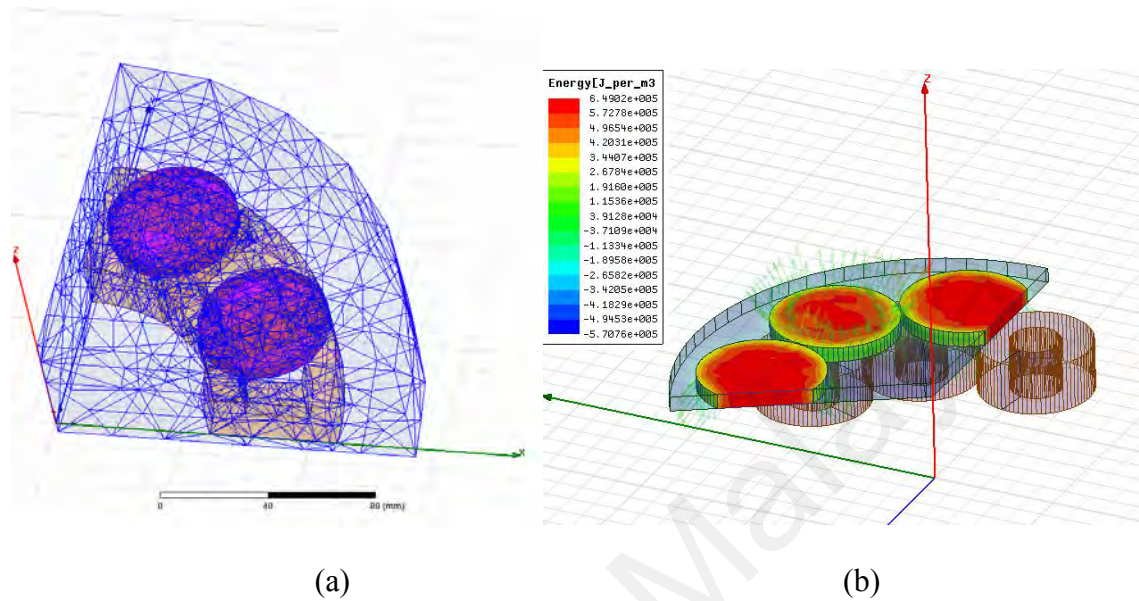 Z
X
0 40 80 (mm)
(a)
Energy[J_per_m3
6.4902e+005
5.7278e+005
4.9654e+005
4.2031e+005
3.4407e+005
2.6784e+005
1.9160e+005
1.1536e+005
3.9128e+004
-3.7109e+004
-1.1334e+005
-1.8958e+005
-2.6582e+005
-3.4205e+005
-4.1829e+005
-4.9453e+005
-5.7076e+005
Z
(b)